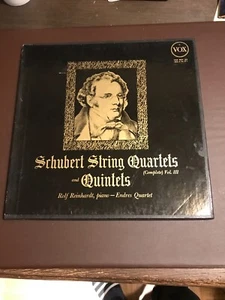 VOX
Schubert String Quartets
and Quintets (Complete) Vol. III
Rolf Reinhardt, piano — Endres Quartet